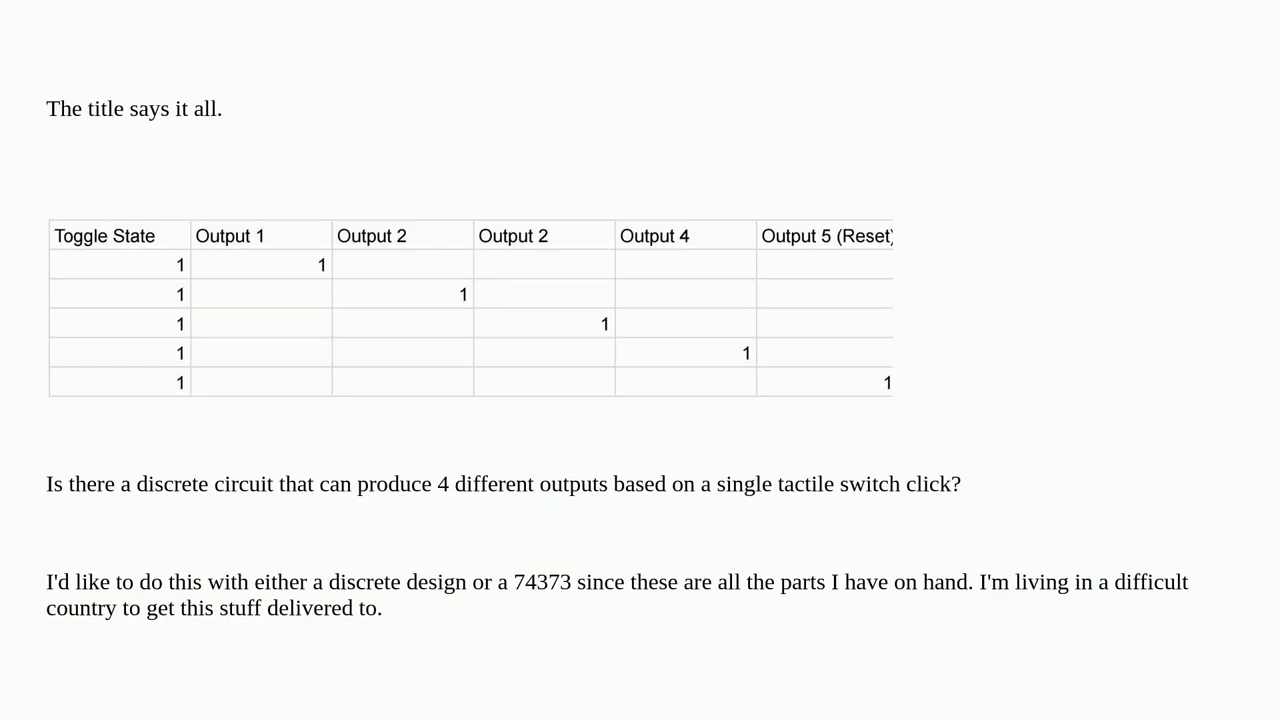 The title says it all.
Toggle State Output 1 Output 2 Output 2 Output 4 Output 5 (Reset)
1 1
1 1
1 1
1 1
1 1
Is there a discrete circuit that can produce 4 different outputs based on a single tactile switch click?
I'd like to do this with either a discrete design or a 74373 since these are all the parts I have on hand. I'm living in a difficult
country to get this stuff delivered to.